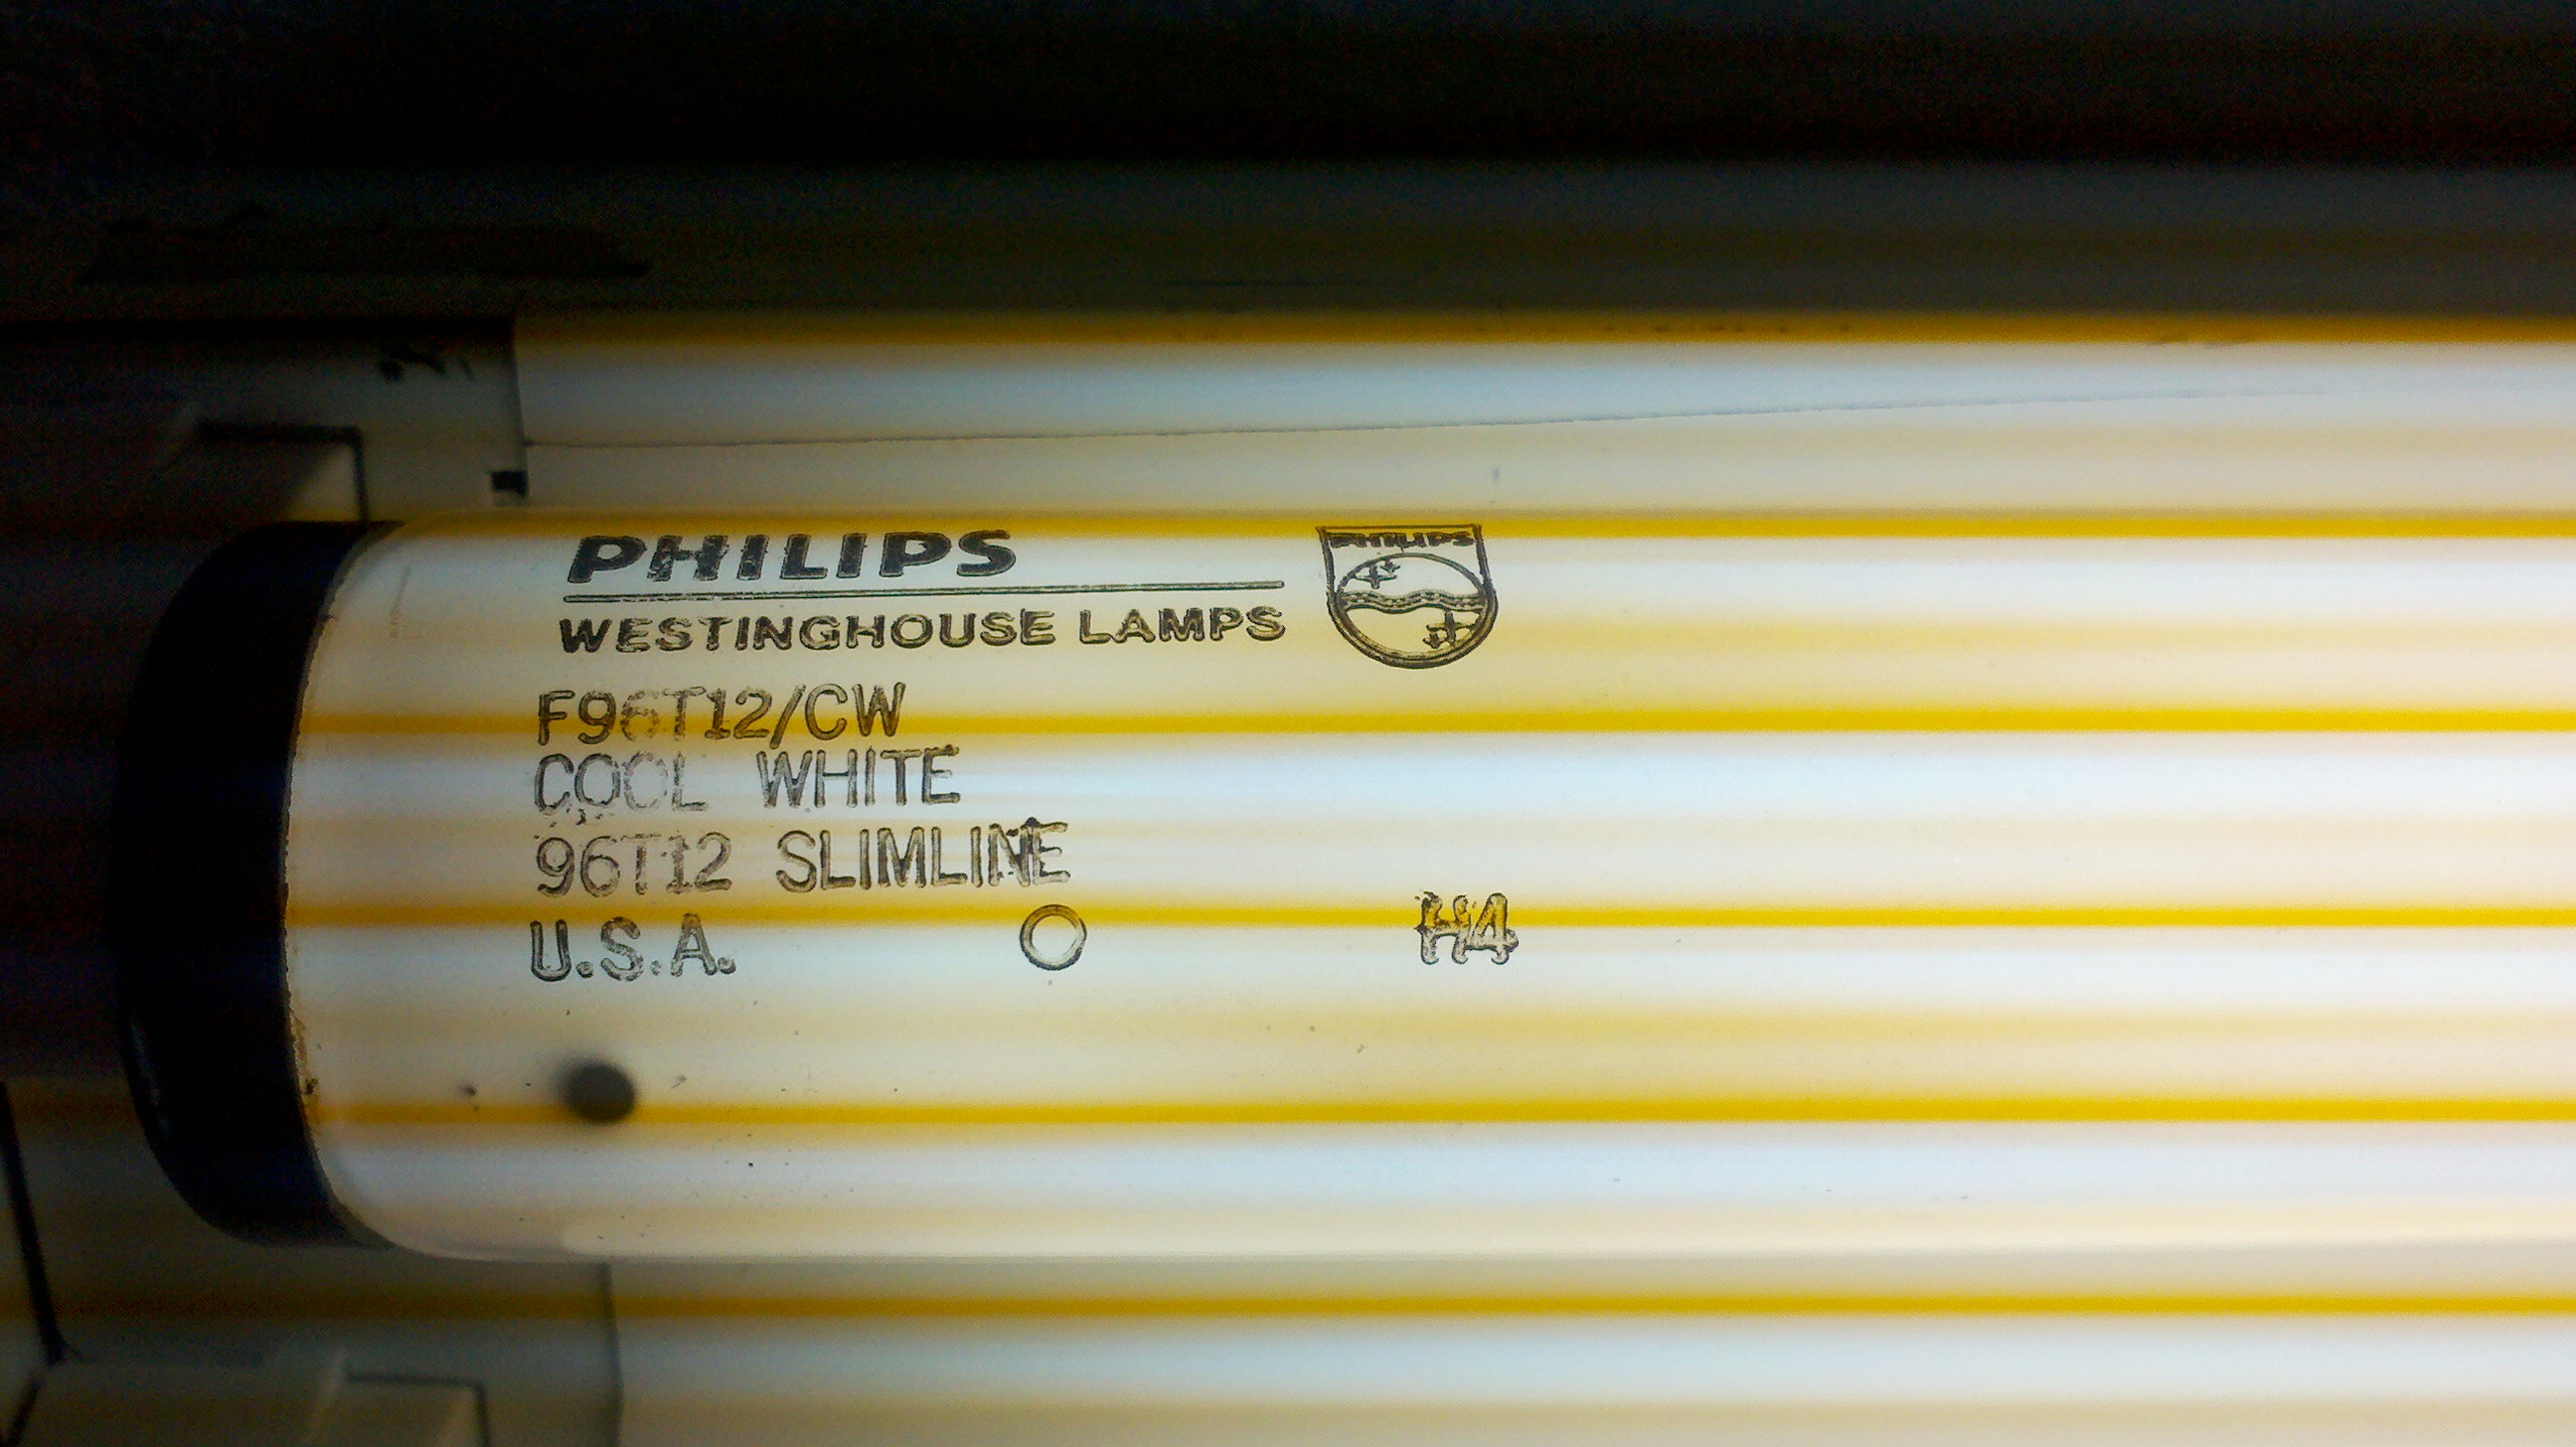 PHILIPS
WESTINGHOUSE LAMPS
PHILIPS
F96T12/CW
COOL WHITE
96T12 SLIMLINE
U.S.A. O H4